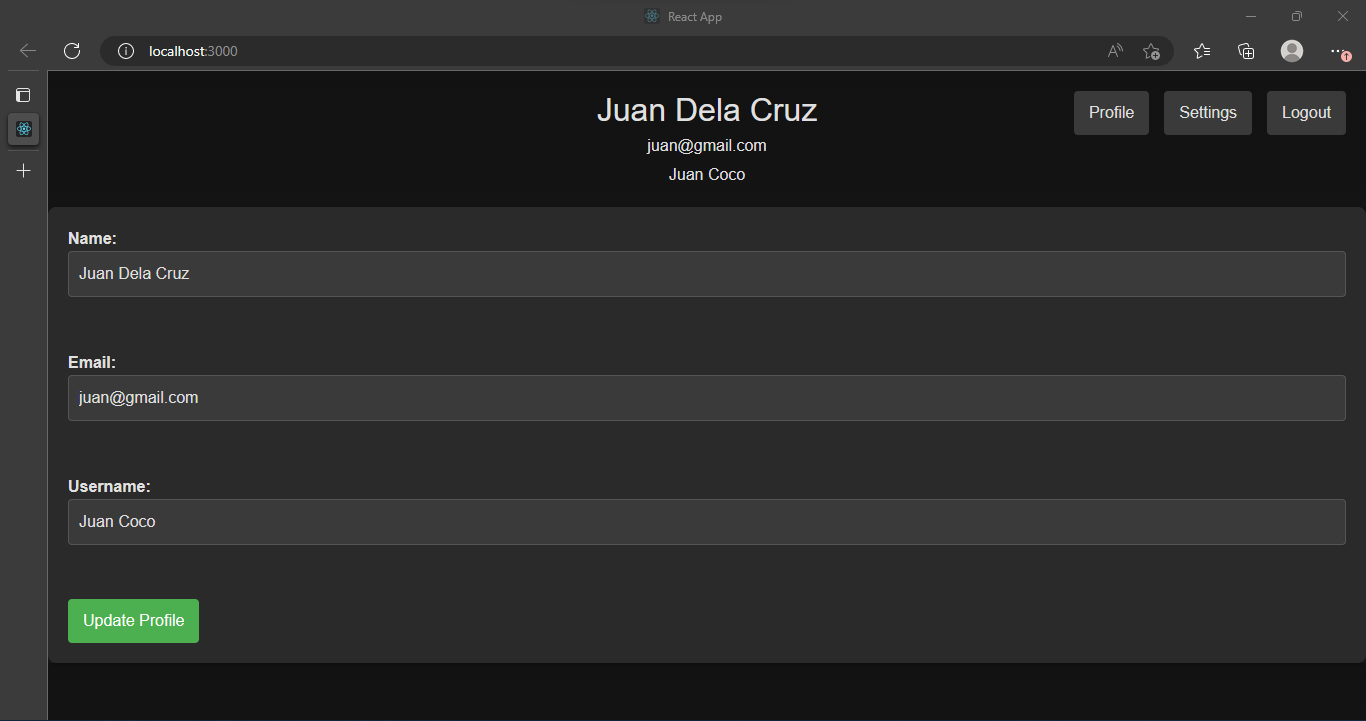 React App
localhost:3000
Juan Dela Cruz
juan@gmail.com
Juan Coco
Profile Settings Logout
Name:
Juan Dela Cruz
Email:
juan@gmail.com
Username:
Juan Coco
Update Profile